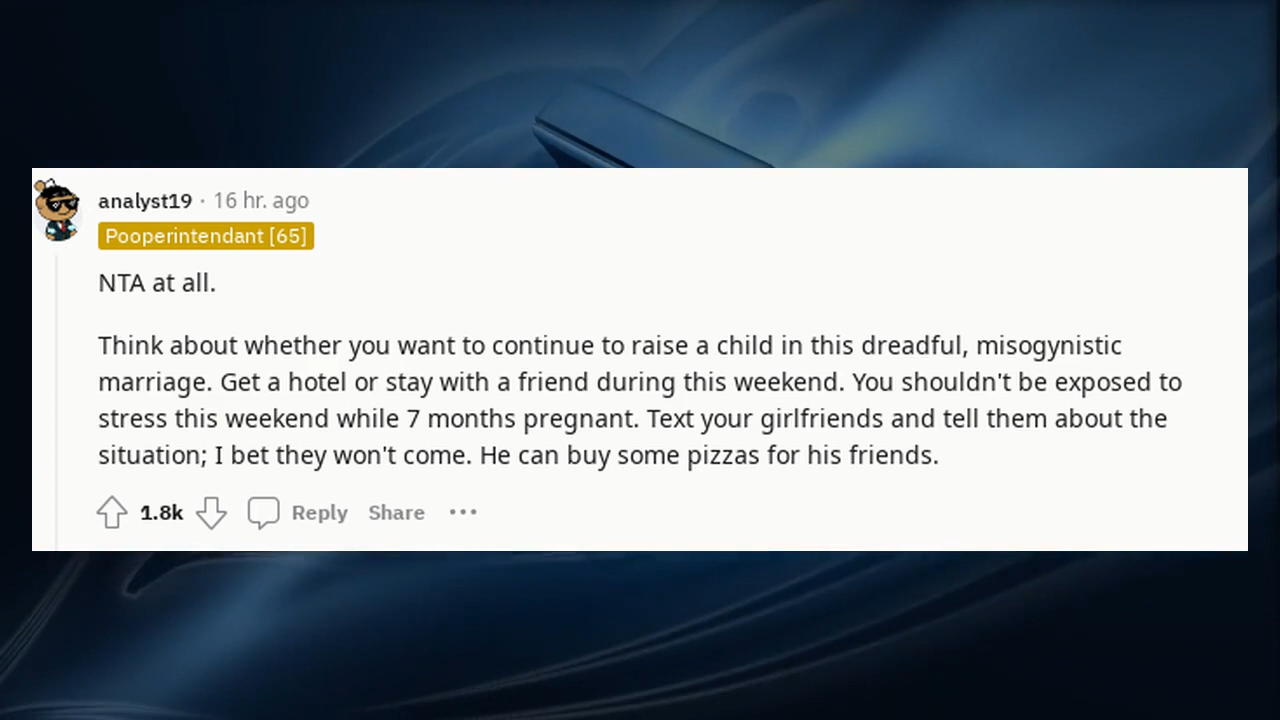 analyst19 · 16 hr. ago
Pooperintendant [65]
NTA at all.
Think about whether you want to continue to raise a child in this dreadful, misogynistic
marriage. Get a hotel or stay with a friend during this weekend. You shouldn't be exposed to
stress this weekend while 7 months pregnant. Text your girlfriends and tell them about the
situation; I bet they won't come. He can buy some pizzas for his friends.
1.8k Reply Share